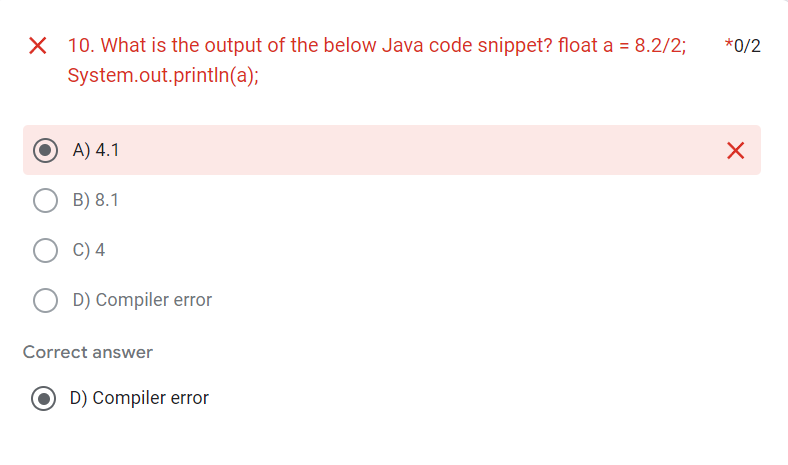 10. What is the output of the below Java code snippet? float a = 8.2/2; *0/2
System.out.println(a);
A) 4.1
B) 8.1
C) 4
D) Compiler error
Correct answer
D) Compiler error